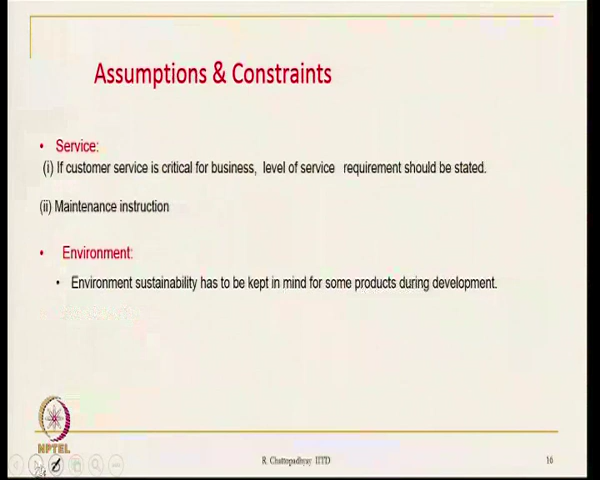 Assumptions & Constraints
• Service:
(i) If customer service is critical for business, level of service requirement should be stated.
(ii) Maintenance instruction
• Environment:
• Environment sustainability has to be kept in mind for some products during development.
NPTEL
R. Chattopadhyay IITD
16